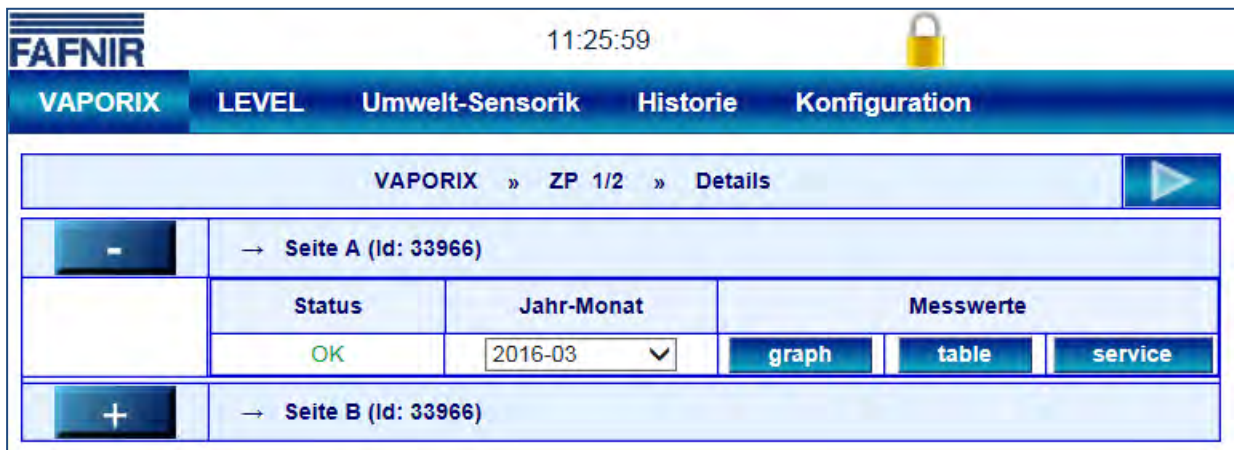 FAFNIR
11:25:59
VAPORIX LEVEL Umwelt-Sensorik Historie Konfiguration
VAPORIX » ZP 1/2 » Details
- → Seite A (Id: 33966)
Status Jahr-Monat Messwerte
OK 2016-03 graph table service
+ → Seite B (Id: 33966)